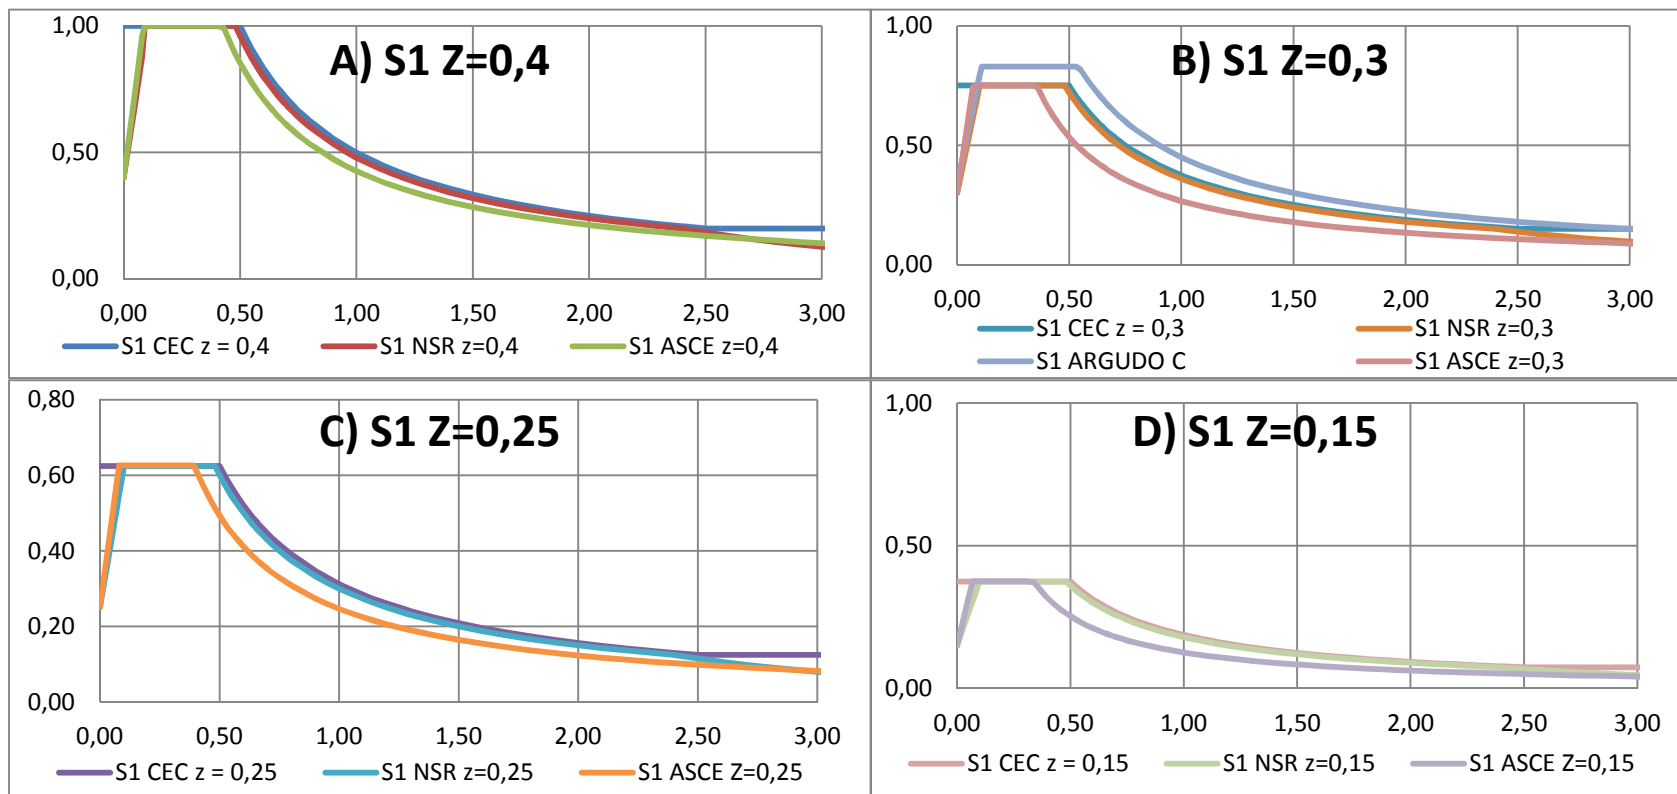 A) S1 Z=0,4
1,00
0,50
0,00
0,00 0,50 1,00 1,50 2,00 2,50 3,00
S1 CEC z = 0,4 S1 NSR z=0,4 S1 ASCE z=0,4
B) S1 Z=0,3
1,00
0,50
0,00
0,00 0,50 1,00 1,50 2,00 2,50 3,00
S1 CEC z = 0,3 S1 NSR z=0,3
S1 ARGUDO C S1 ASCE z=0,3
C) S1 Z=0,25
0,80
0,60
0,40
0,20
0,00
0,00 0,50 1,00 1,50 2,00 2,50 3,00
S1 CEC z = 0,25 S1 NSR z=0,25 S1 ASCE Z=0,25
D) S1 Z=0,15
1,00
0,50
0,00
0,00 0,50 1,00 1,50 2,00 2,50 3,00
S1 CEC z = 0,15 S1 NSR z=0,15 S1 ASCE Z=0,15